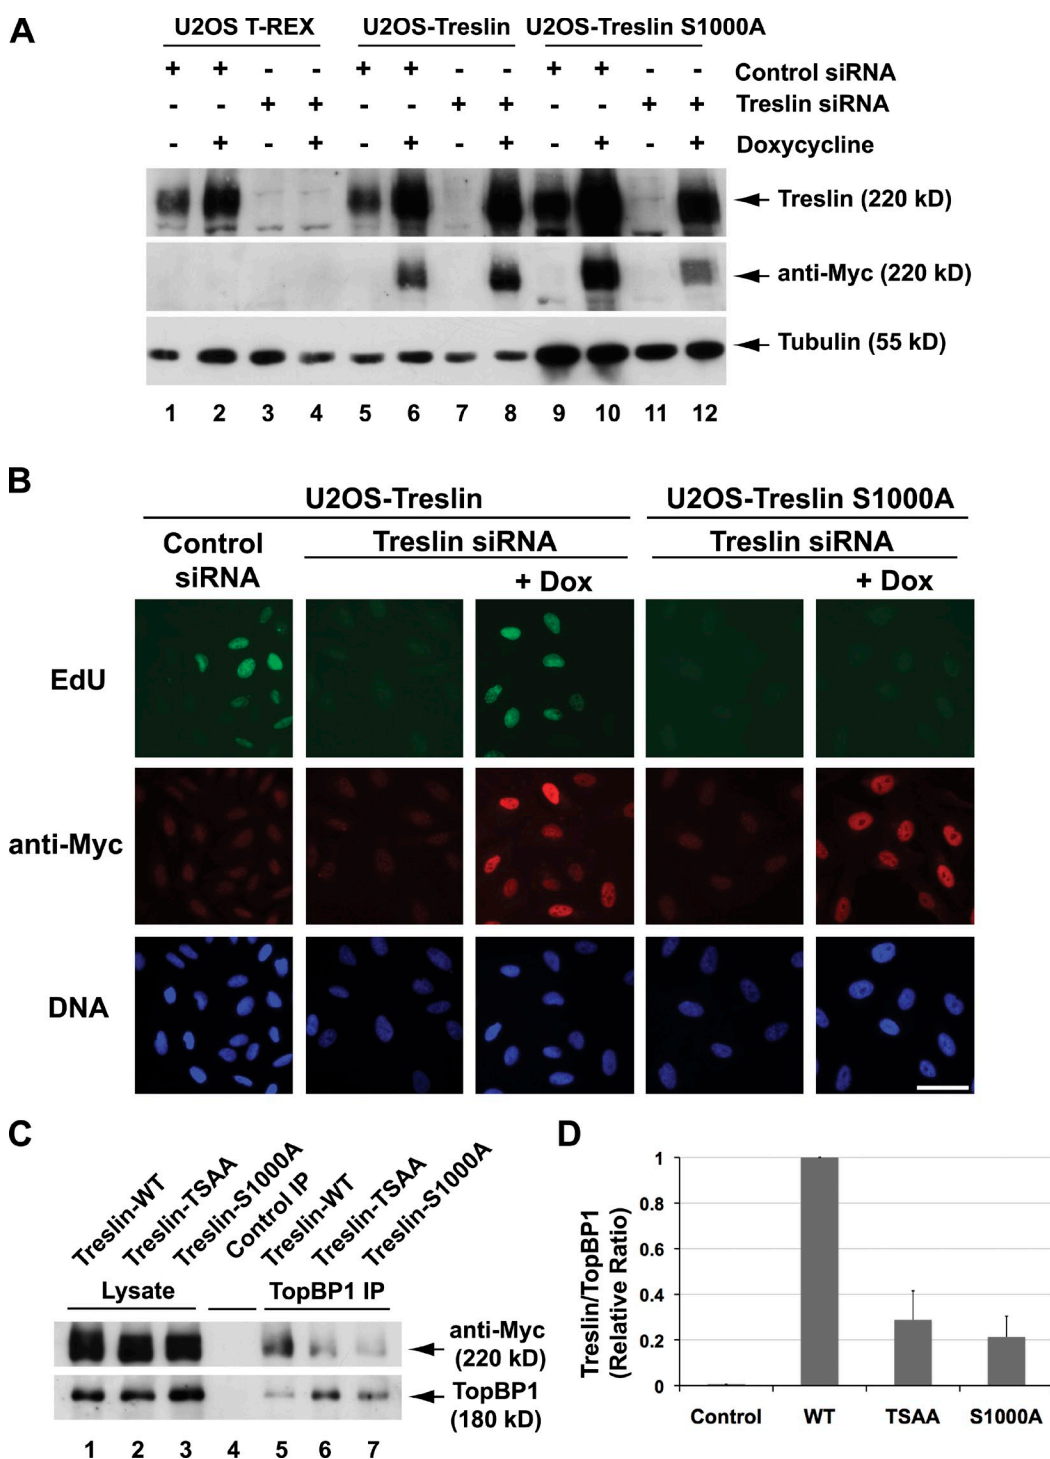 A
U2OS T-REX U2OS-Treslin U2OS-Treslin S1000A
+ + - - + + - - + + - - Control siRNA
- - + + - - + + - - + + Treslin siRNA
- + - + - + - + - + - + Doxycycline
Treslin (220 kD)
anti-Myc (220 kD)
Tubulin (55 kD)
1 2 3 4 5 6 7 8 9 10 11 12
B
U2OS-Treslin U2OS-Treslin S1000A
Control siRNA Treslin siRNA Treslin siRNA
+ Dox + Dox
EdU
anti-Myc
DNA
C
Treslin-WT Treslin-TSAA Treslin-S1000A Control IP Treslin-WT Treslin-TSAA Treslin-S1000A
Lysate TopBP1 IP
anti-Myc
(220 kD)
TopBP1
(180 kD)
1 2 3 4 5 6 7
D
Treslin/TopBP1
(Relative Ratio)
1
0.8
0.6
0.4
0.2
0
Control WT TSAA S1000A